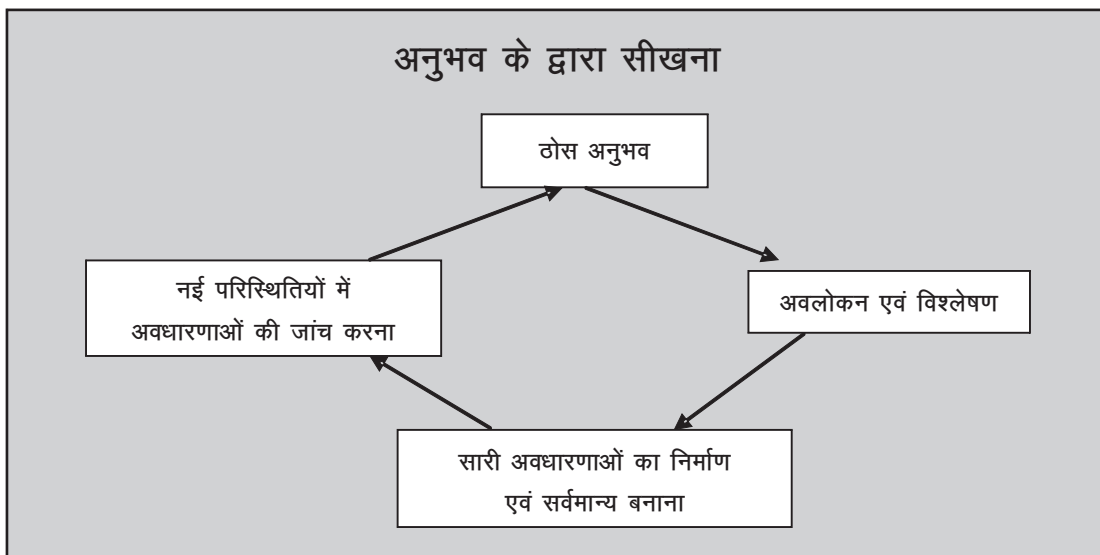 अनुभव के द्वारा सीखना
ठोस अनुभव
अवलोकन एवं विश्लेषण
सारी अवधारणाओं का निर्माण
एवं सर्वमान्य बनाना
नई परिस्थितियों में
अवधारणाओं की जांच करना